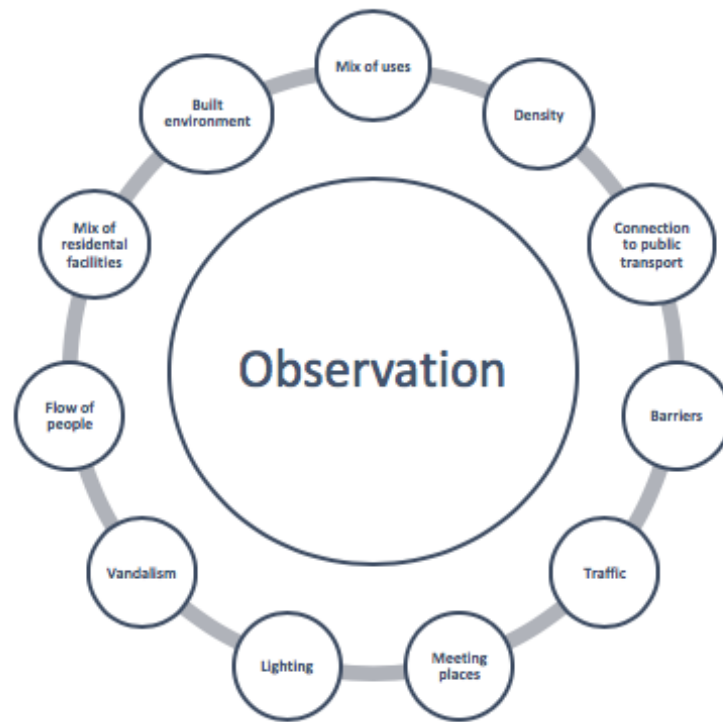 Mix of uses
Density
Connection
to public
transport
Barriers
Traffic
Meeting
places
Lighting
Vandalism
Flow of
people
Mix of
residental
facilities
Built
environment
Observation